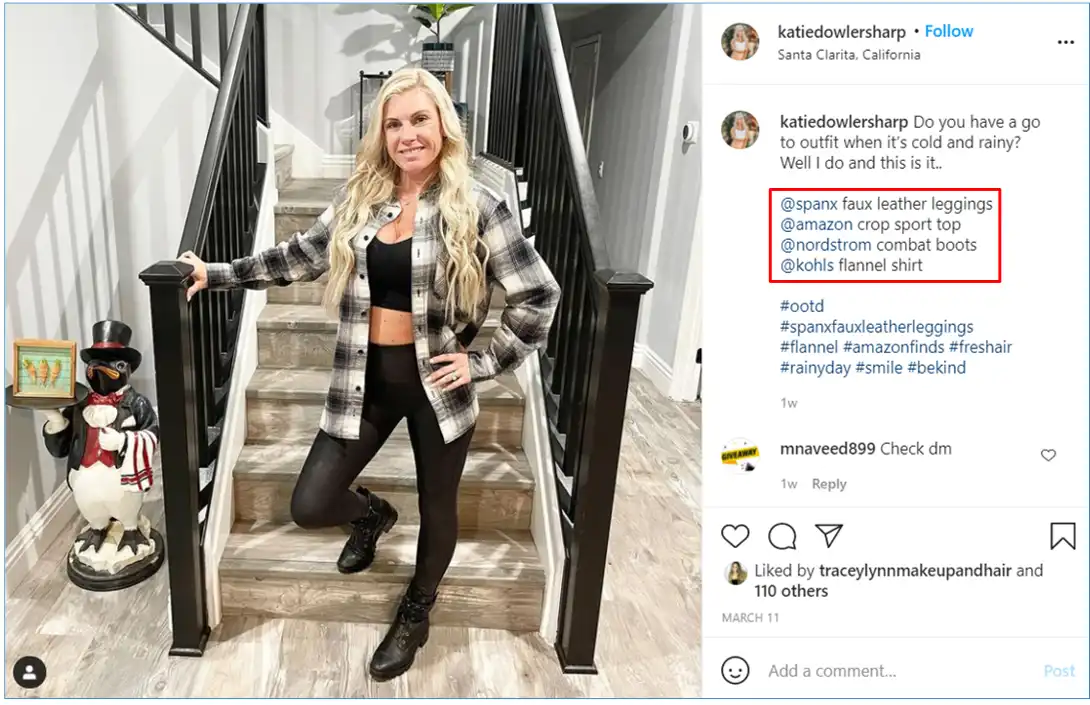 katiedowlersharp • Follow
Santa Clarita, California
katiedowlersharp Do you have a go
to outfit when it's cold and rainy?
Well I do and this is it..
@spanx faux leather leggings
@amazon crop sport top
@nordstrom combat boots
@kohls flannel shirt
#ootd
#spanxfauxleatherleggings
#flannel #amazonfinds #freshair
#rainyday #smile #bekind
1w
GIVEAWAY
mnaveed899 Check dm
1w Reply
Liked by traceylynnmakeupandhair and
110 others
MARCH 11
Add a comment... Post